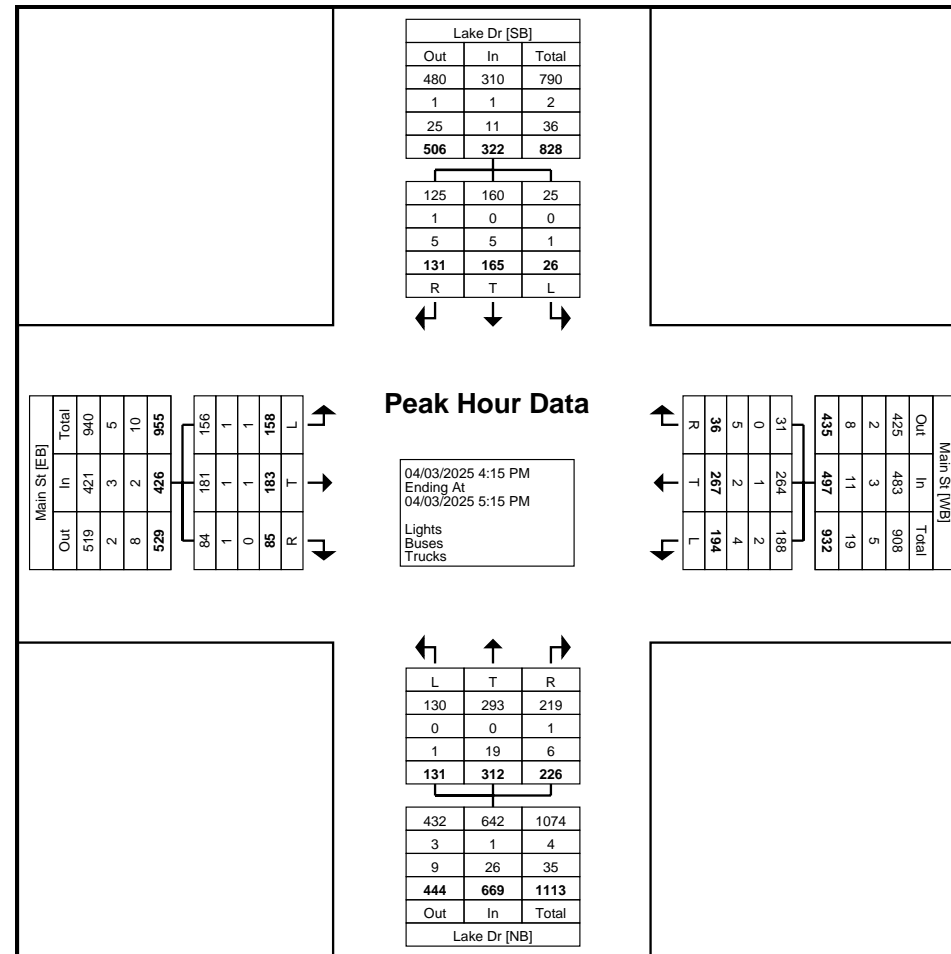 Lake Dr [SB]
Out In Total
480 310 790
1 1 2
25 11 36
506 322 828
125 160 25
1 0 0
5 5 1
131 165 26
R T L
Main St [EB]
Total In Out
940 421 519
5 3 2
10 2 8
955 426 529
156 181 84
1 1 1
1 1 0
158 183 85
L T R
Peak Hour Data
04/03/2025 4:15 PM
Ending At
04/03/2025 5:15 PM
Lights
Buses
Trucks
R T L
36 267 194
5 2 4
0 1 2
31 264 188
435 497 932
8 11 19
2 3 5
425 483 908
Out In Total
Main St [WB]
L T R
130 293 219
0 0 1
1 19 6
131 312 226
432 642 1074
3 1 4
9 26 35
444 669 1113
Out In Total
Lake Dr [NB]